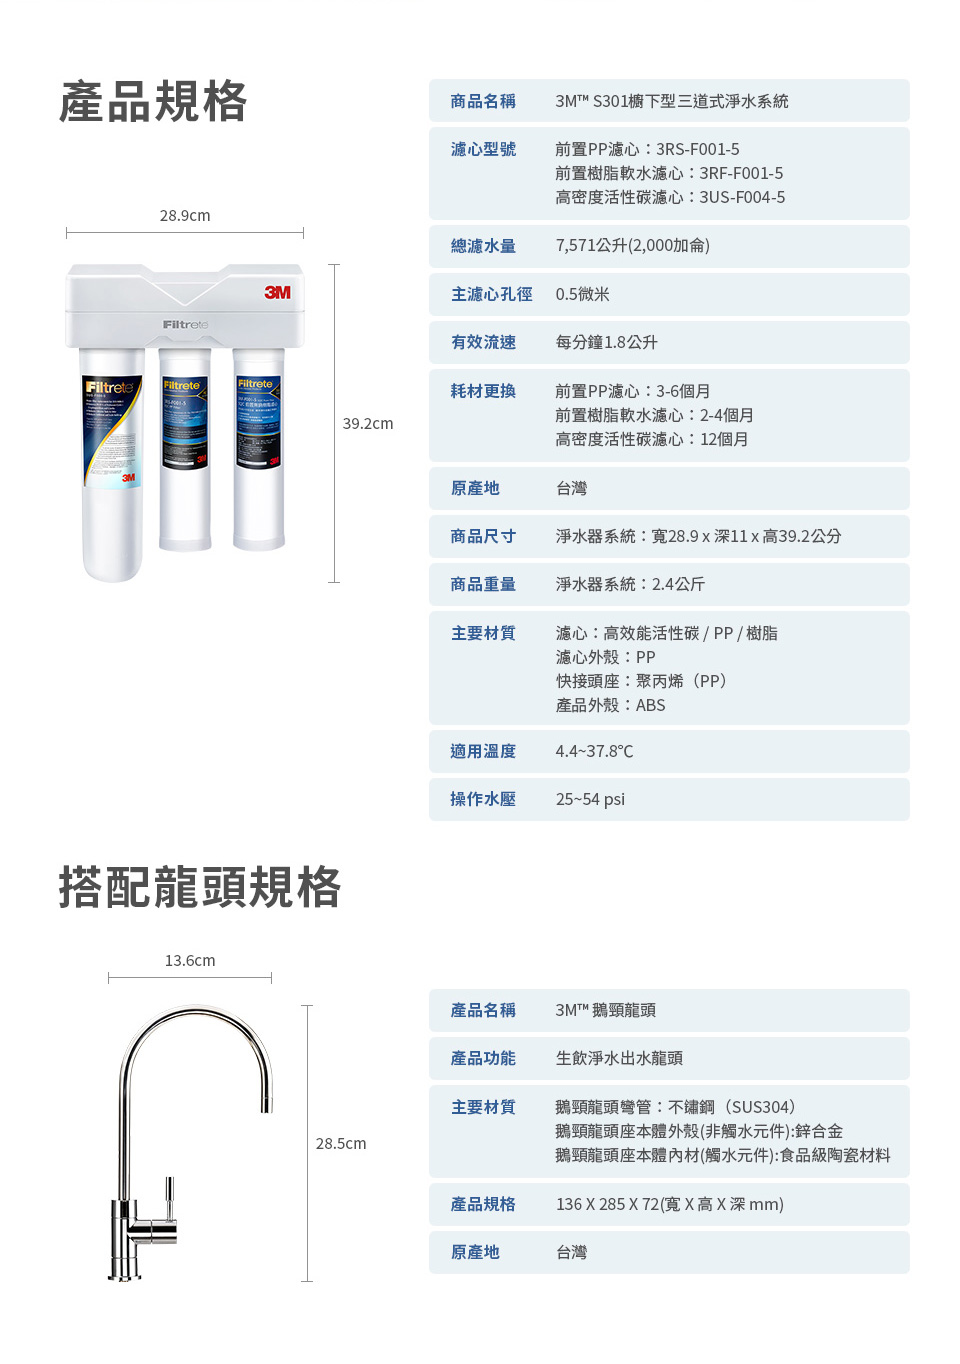 產品規格
28.9cm
3M
Filtrete
Filtrete
Filtrete
Filtrete
3M
3M
3M
39.2cm
商品名稱 3M™ S301櫥下型三道式淨水系統
濾心型號 前置PP濾心：3RS-F001-5
前置樹脂軟水濾心：3RF-F001-5
高密度活性碳濾心：3US-F004-5
總濾水量 7,571公升(2,000加侖)
主濾心孔徑 0.5微米
有效流速 每分鐘1.8公升
耗材更換 前置PP濾心：3-6個月
前置樹脂軟水濾心：2-4個月
高密度活性碳濾心：12個月
原產地 台灣
商品尺寸 淨水器系統：寬28.9 x 深11 x 高39.2公分
商品重量 淨水器系統：2.4公斤
主要材質 濾心：高效能活性碳 / PP / 樹脂
濾心外殼：PP
快接頭座：聚丙烯（PP）
產品外殼：ABS
適用溫度 4.4~37.8℃
操作水壓 25~54 psi
搭配龍頭規格
13.6cm
28.5cm
產品名稱 3M™ 鵝頸龍頭
產品功能 生飲淨水出水龍頭
主要材質 鵝頸龍頭彎管：不鏽鋼（SUS304）
鵝頸龍頭座本體外殼(非觸水元件):鋅合金
鵝頸龍頭座本體內材(觸水元件):食品級陶瓷材料
產品規格 136 X 285 X 72(寬 X 高 X 深 mm)
原產地 台灣